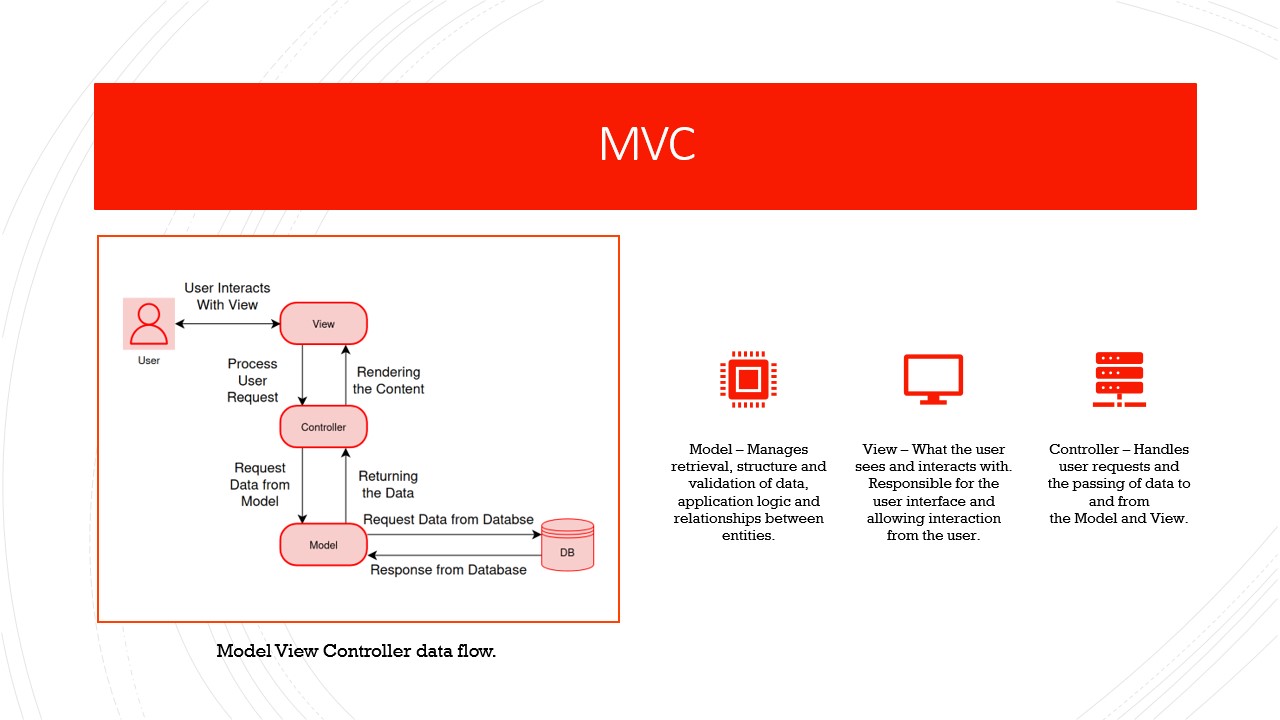 MVC
User Interacts
With View
User
View
Process
User
Request
Rendering
the Content
Controller
Request
Data from
Model
Returning
the Data
Request Data from Databse
Model
DB
Response from Database
Model View Controller data flow.
Model – Manages
retrieval, structure and
validation of data,
application logic and
relationships between
entities.
View – What the user
sees and interacts with.
Responsible for the
user interface and
allowing interaction
from the user.
Controller – Handles
user requests and
the passing of data to
and from
the Model and View.